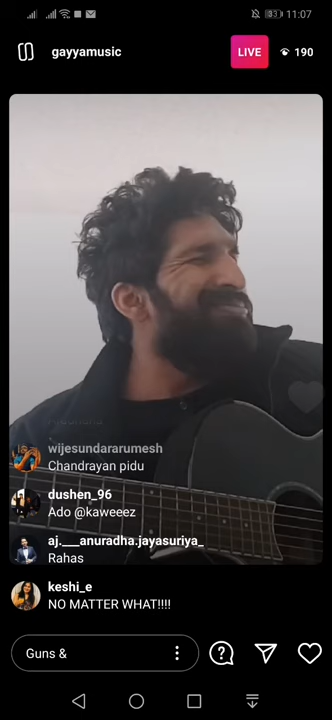 93
11:07
gayyamusic
LIVE
190
wijesundararumesh
Chandrayan pidu
dushen_96
Ado @kaweeez
aj.___anuradha.jayasuriya_
Rahas
keshi_e
NO MATTER WHAT!!!!
Guns &